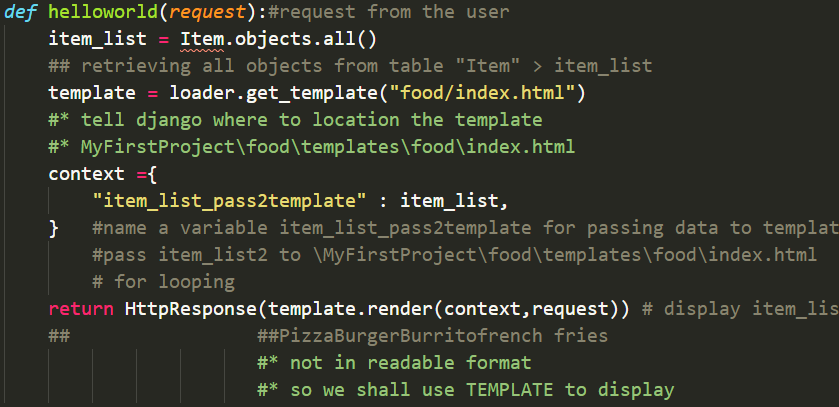 def helloworld(request):#request from the user
item_list = Item.objects.all()
## retrieving all objects from table "Item" > item_list
template = loader.get_template("food/index.html")
#* tell django where to location the template
#* MyFirstProject\food\templates\food\index.html
context ={
"item_list_pass2template" : item_list,
} #name a variable item_list_pass2template for passing data to templat
#pass item_list2 to \MyFirstProject\food\templates\food\index.html
# for looping
return HttpResponse(template.render(context,request)) # display item_lis
## ##PizzaBurgerBurritofrench fries
#* not in readable format
#* so we shall use TEMPLATE to display